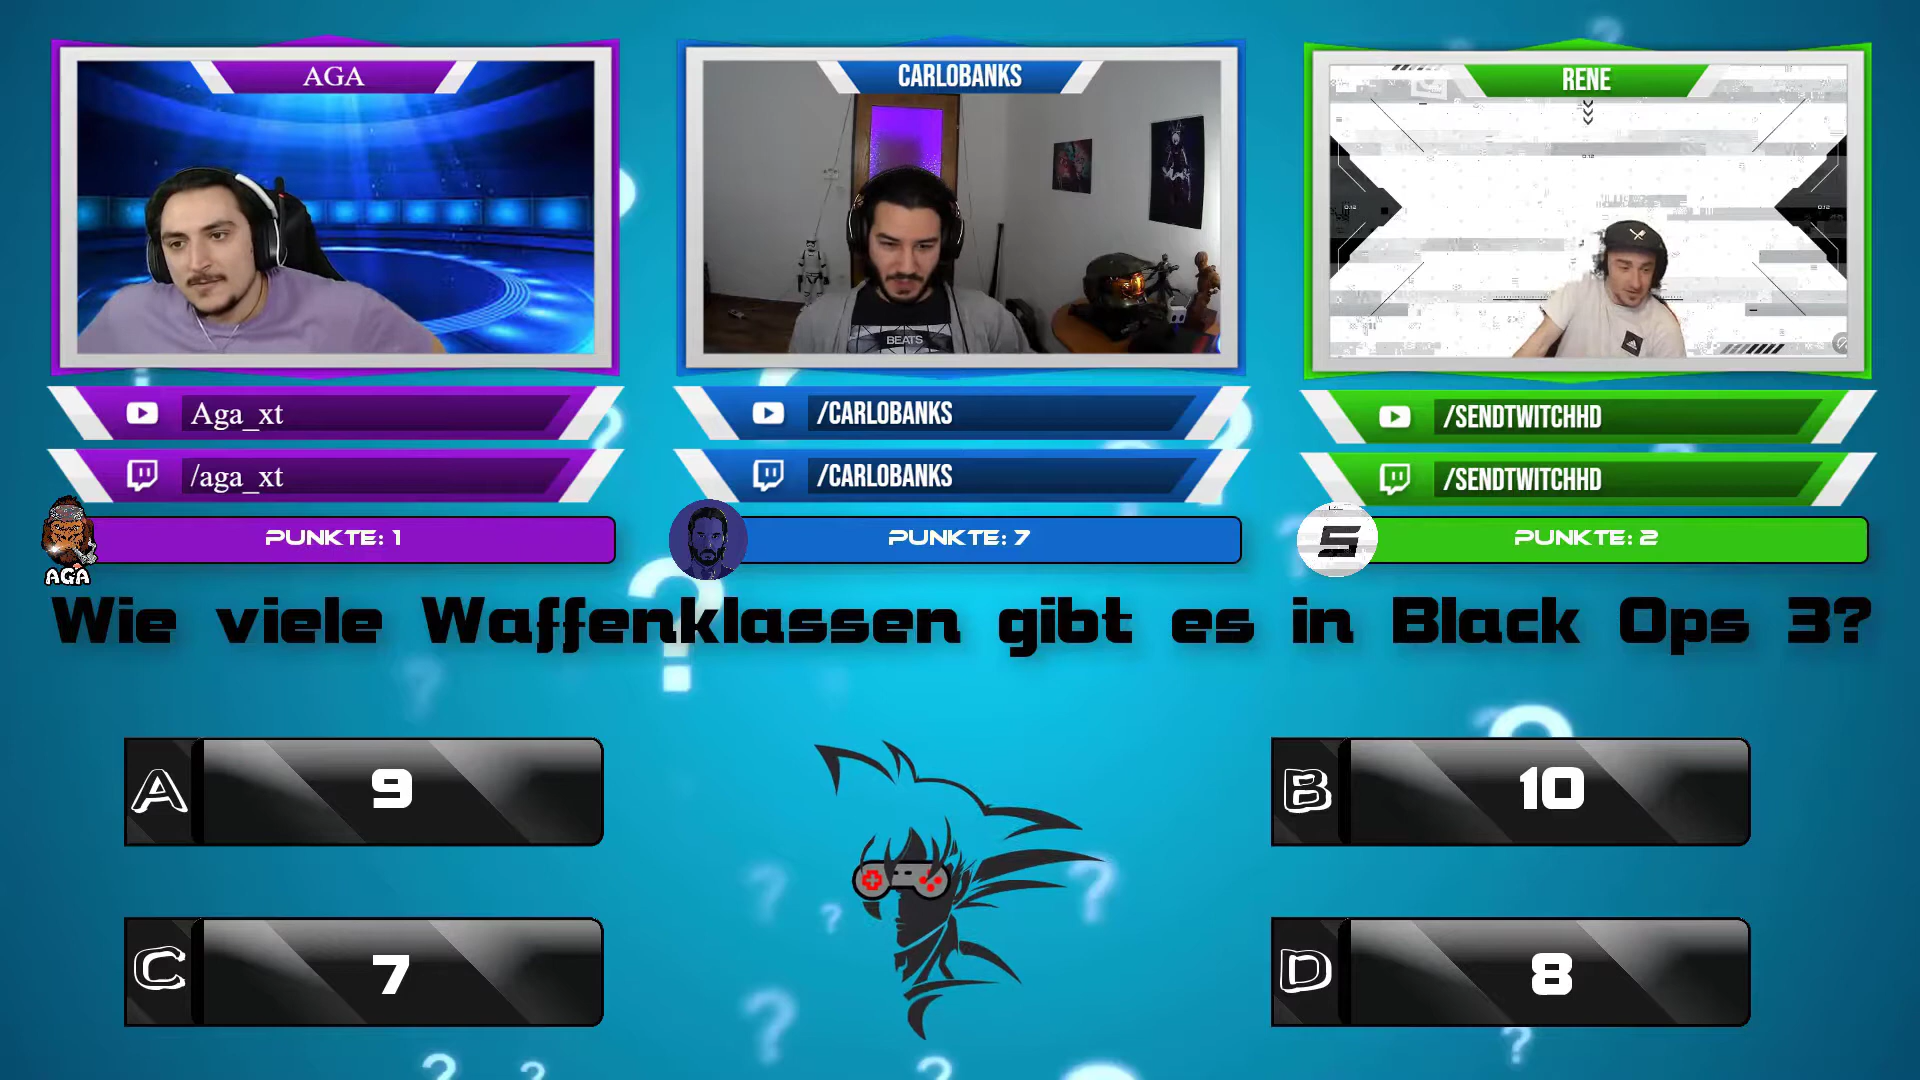 AGA
CARLOBANKS
RENE
BEATS
Aga_xt
/CARLOBANKS
/SENDTWITCHHD
/aga_xt
/CARLOBANKS
/SENDTWITCHHD
AGA
PUNKTE: 1
PUNKTE: 7
S
PUNKTE: 2
Wie viele Waffenklassen gibt es in Black Ops 3?
A 9
B 10
C 7
D 8